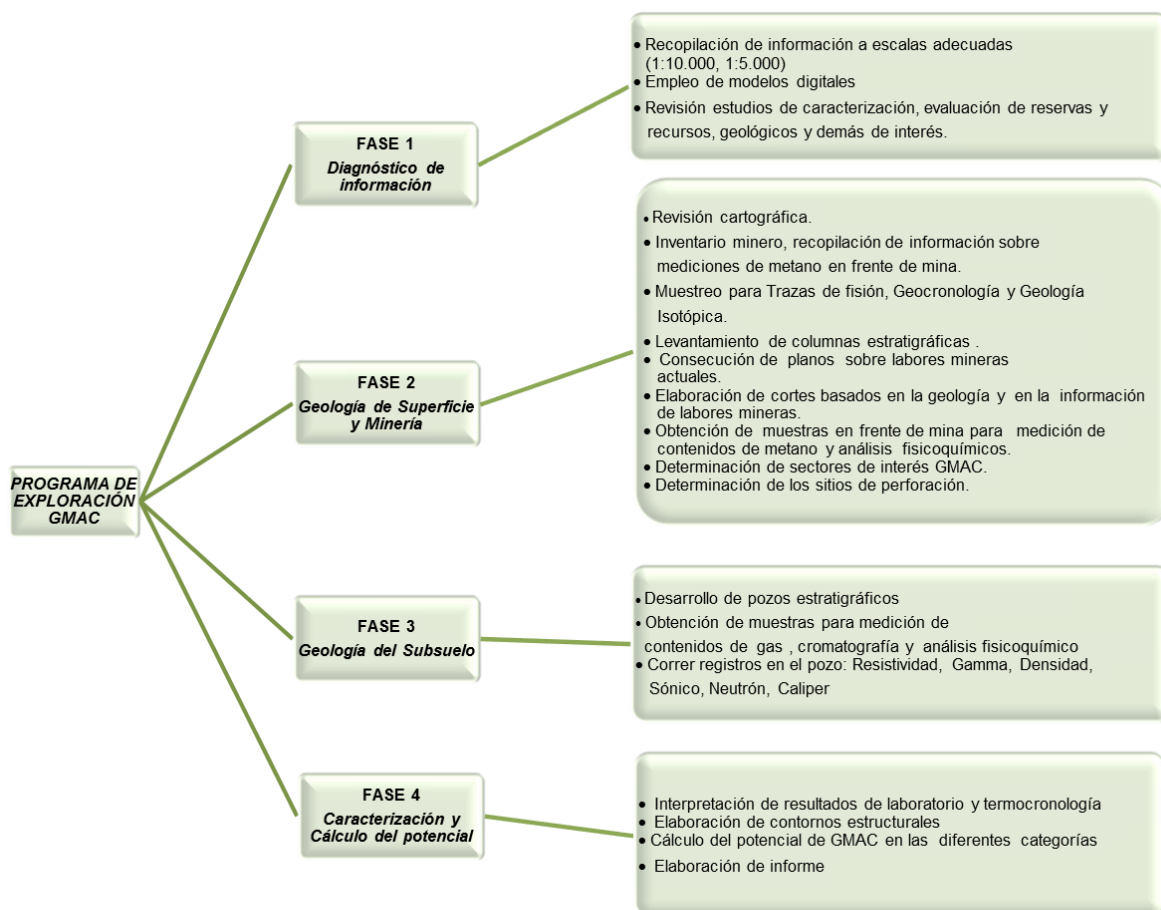 PROGRAMA DE
EXPLORACIÓN
GMAC
FASE 1
Diagnóstico de
información
• Recopilación de información a escalas adecuadas
(1:10.000, 1:5.000)
• Empleo de modelos digitales
• Revisión estudios de caracterización, evaluación de reservas y
recursos, geológicos y demás de interés.
FASE 2
Geología de Superficie
y Minería
• Revisión cartográfica.
• Inventario minero, recopilación de información sobre
mediciones de metano en frente de mina.
• Muestreo para Trazas de fisión, Geocronología y Geología
Isotópica.
• Levantamiento de columnas estratigráficas .
• Consecución de planos sobre labores mineras
actuales.
• Elaboración de cortes basados en la geología y en la información
de labores mineras.
• Obtención de muestras en frente de mina para medición de
contenidos de metano y análisis fisicoquímicos.
• Determinación de sectores de interés GMAC.
• Determinación de los sitios de perforación.
FASE 3
Geología del Subsuelo
• Desarrollo de pozos estratigráficos
• Obtención de muestras para medición de
contenidos de gas , cromatografía y análisis fisicoquímico
• Correr registros en el pozo: Resistividad, Gamma, Densidad,
Sónico, Neutrón, Caliper
FASE 4
Caracterización y
Cálculo del potencial
• Interpretación de resultados de laboratorio y termocronología
• Elaboración de contornos estructurales
• Cálculo del potencial de GMAC en las diferentes categorías
• Elaboración de informe